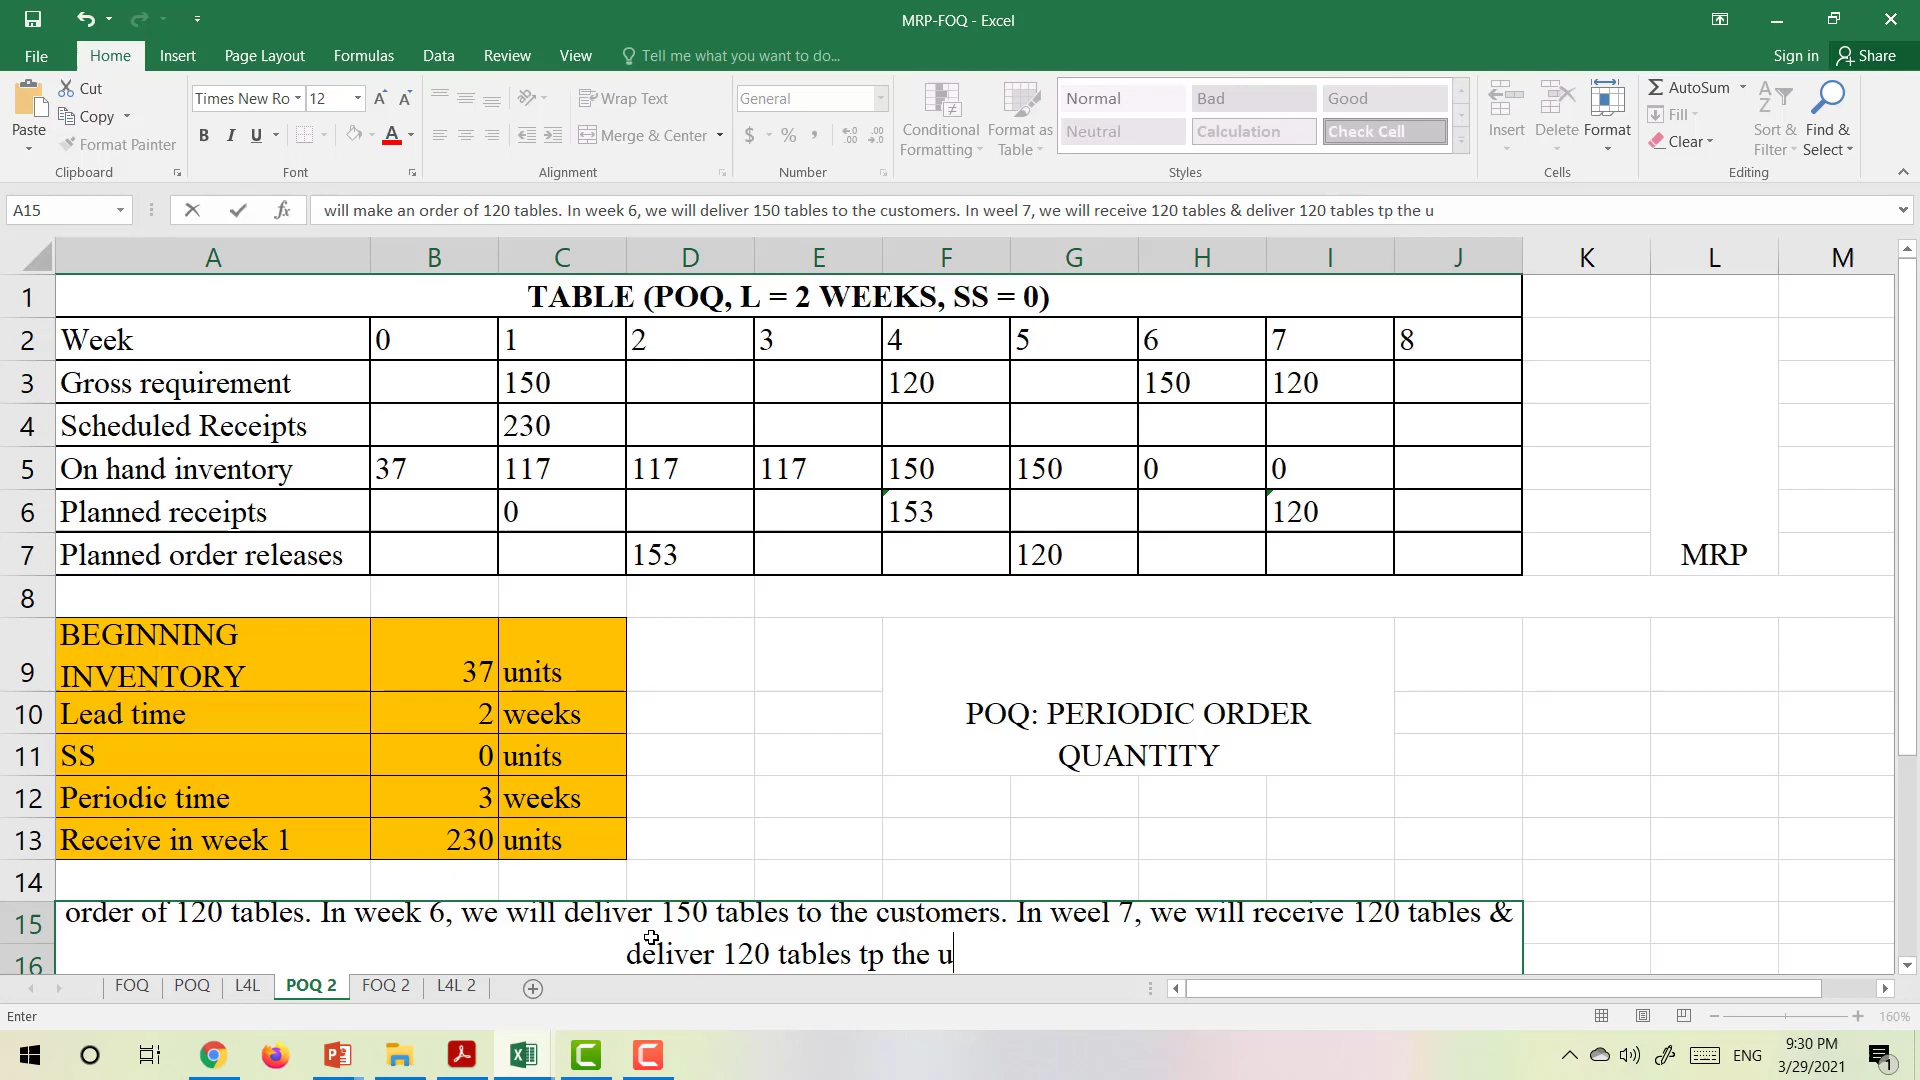 MRP-FOQ - Excel
File Home Insert Page Layout Formulas Data Review View Tell me what you want to do... Sign in Share
Paste Cut Copy Format Painter Clipboard
Times New Ro 12 B I U A Font
Wrap Text Merge & Center Alignment
General $ % , Number
Conditional Formatting Format as Table Normal Bad Good Neutral Calculation Check Cell Styles
Insert Delete Format Cells
AutoSum Fill Clear Sort & Filter Find & Select Editing
A15 fx will make an order of 120 tables. In week 6, we will deliver 150 tables to the customers. In weel 7, we will receive 120 tables & deliver 120 tables tp the u
A B C D E F G H I J K L M
1 TABLE (POQ, L = 2 WEEKS, SS = 0)
2 Week 0 1 2 3 4 5 6 7 8
3 Gross requirement 150 120 150 120
4 Scheduled Receipts 230
5 On hand inventory 37 117 117 117 150 150 0 0
6 Planned receipts 0 153 120
7 Planned order releases 153 120 MRP
8
9 BEGINNING INVENTORY 37 units
10 Lead time 2 weeks
11 SS 0 units
12 Periodic time 3 weeks
13 Receive in week 1 230 units
POQ: PERIODIC ORDER
QUANTITY
14
15 order of 120 tables. In week 6, we will deliver 150 tables to the customers. In weel 7, we will receive 120 tables &
16 deliver 120 tables tp the u
FOQ POQ L4L POQ 2 FOQ 2 L4L 2
Enter 160%
ENG 9:30 PM
3/29/2021 1